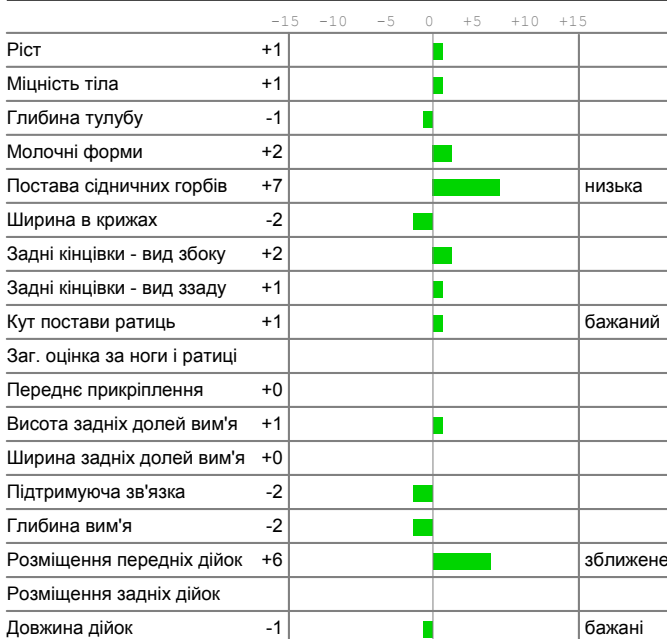 -15 -10 -5 0 +5 +10 +15
Ріст +1
Міцність тіла +1
Глибина тулубу -1
Молочні форми +2
Постава сідничних горбів +7 низька
Ширина в крижах -2
Задні кінцівки - вид збоку +2
Задні кінцівки - вид ззаду +1
Кут постави ратиць +1 бажаний
Заг. оцінка за ноги і ратиці
Переднє прикріплення +0
Висота задніх долей вим'я +1
Ширина задніх долей вим'я +0
Підтримуюча зв'язка -2
Глибина вим'я -2
Розміщення передніх дійок +6 зближене
Розміщення задніх дійок
Довжина дійок -1 бажані